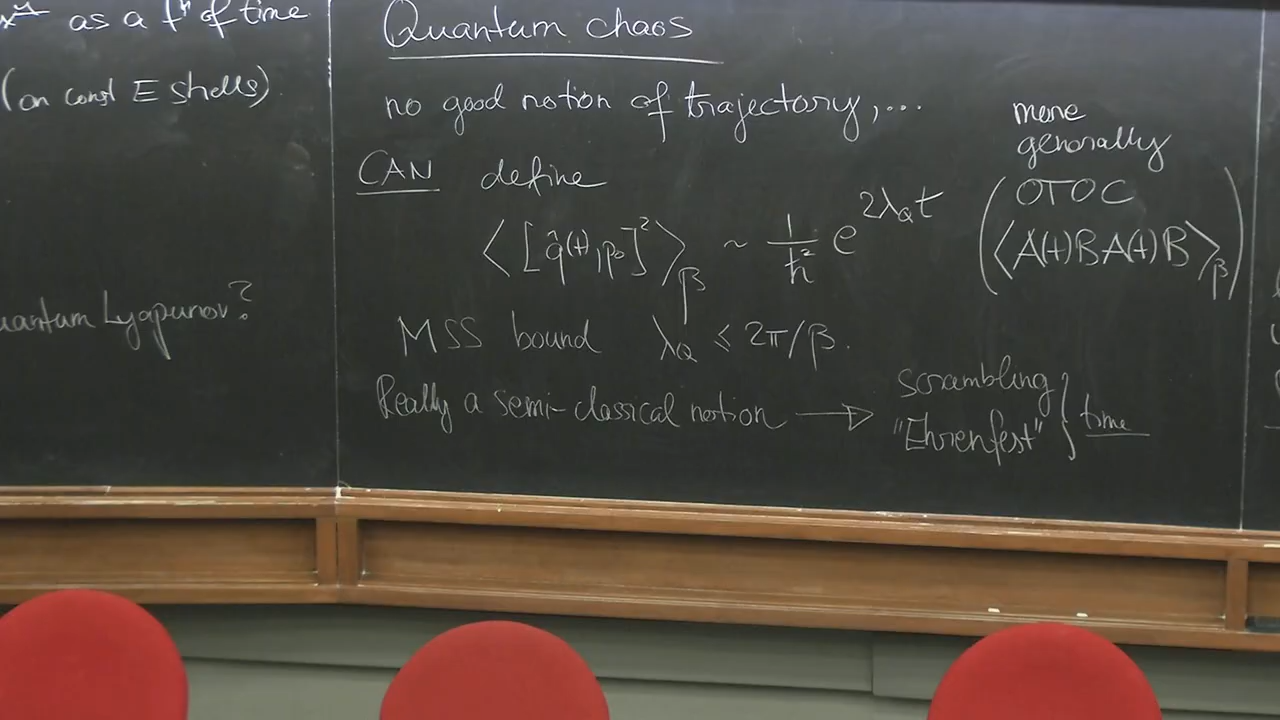 as a fⁿ of time
(on const E shells)
Quantum Lyapunov?
Quantum chaos
no good notion of trajectory,...
CAN define
⟨[q̂(t),p₀]²⟩_β ~ 1/ħ² e^{2λ_Q t}
more
generally
(OTOC
⟨A(t)BA(t)B⟩_β)
MSS bound λ_Q ≤ 2π/β.
Really a semi-classical notion → scrambling
"Ehrenfest" } time